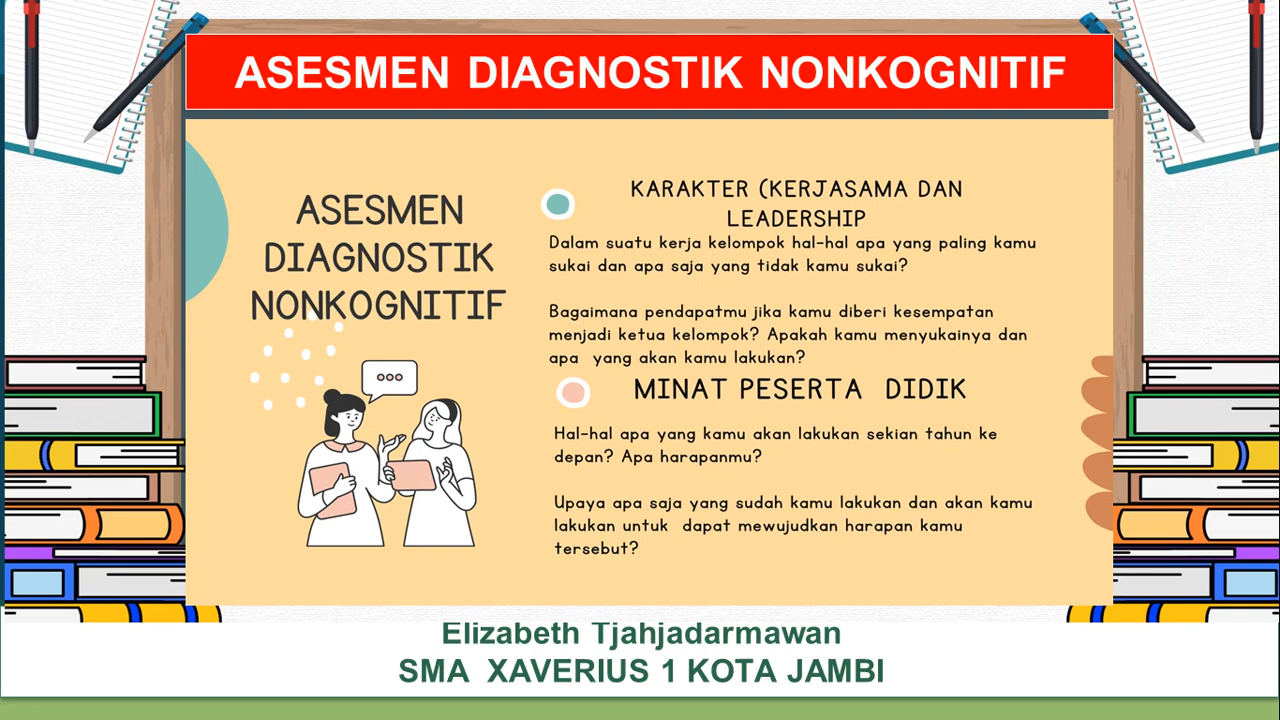 ASESMEN DIAGNOSTIK NONKOGNITIF
ASESMEN
DIAGNOSTIK
NONKOGNITIF
KARAKTER (KERJASAMA DAN
LEADERSHIP
Dalam suatu kerja kelompok hal-hal apa yang paling kamu
sukai dan apa saja yang tidak kamu sukai?
Bagaimana pendapatmu jika kamu diberi kesempatan
menjadi ketua kelompok? Apakah kamu menyukainya dan
apa yang akan kamu lakukan?
MINAT PESERTA DIDIK
Hal-hal apa yang kamu akan lakukan sekian tahun ke
depan? Apa harapanmu?
Upaya apa saja yang sudah kamu lakukan dan akan kamu
lakukan untuk dapat mewujudkan harapan kamu
tersebut?
Elizabeth Tjahjadarmawan
SMA XAVERIUS 1 KOTA JAMBI